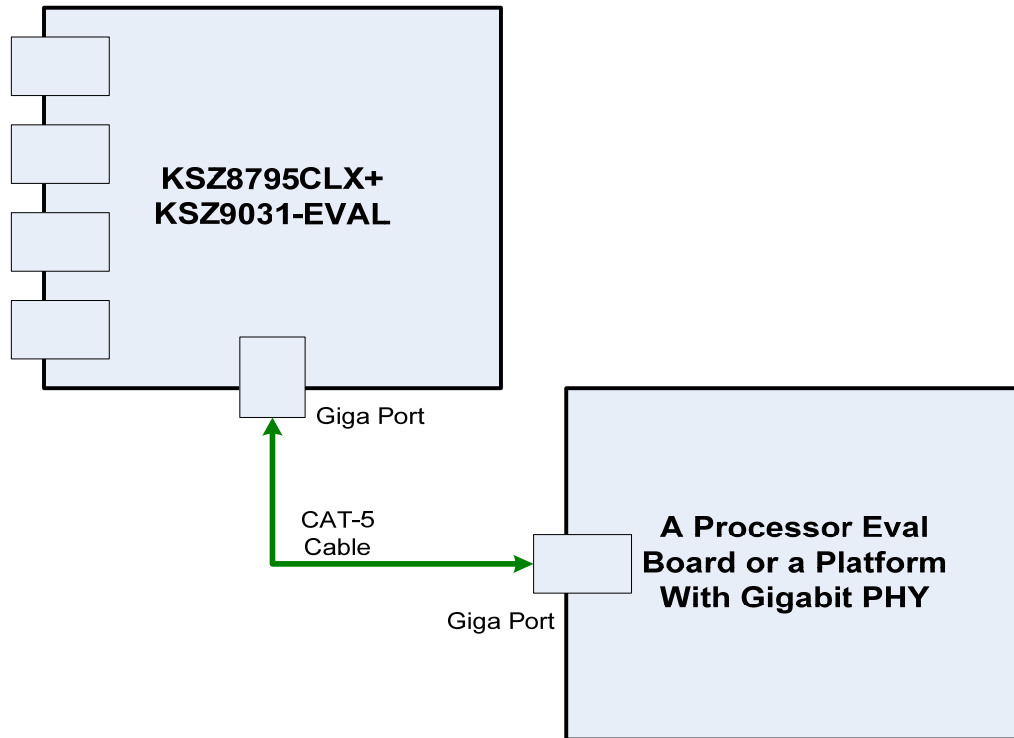 KSZ8795CLX+
KSZ9031-EVAL
Giga Port
CAT-5
Cable
A Processor Eval
Board or a Platform
With Gigabit PHY
Giga Port